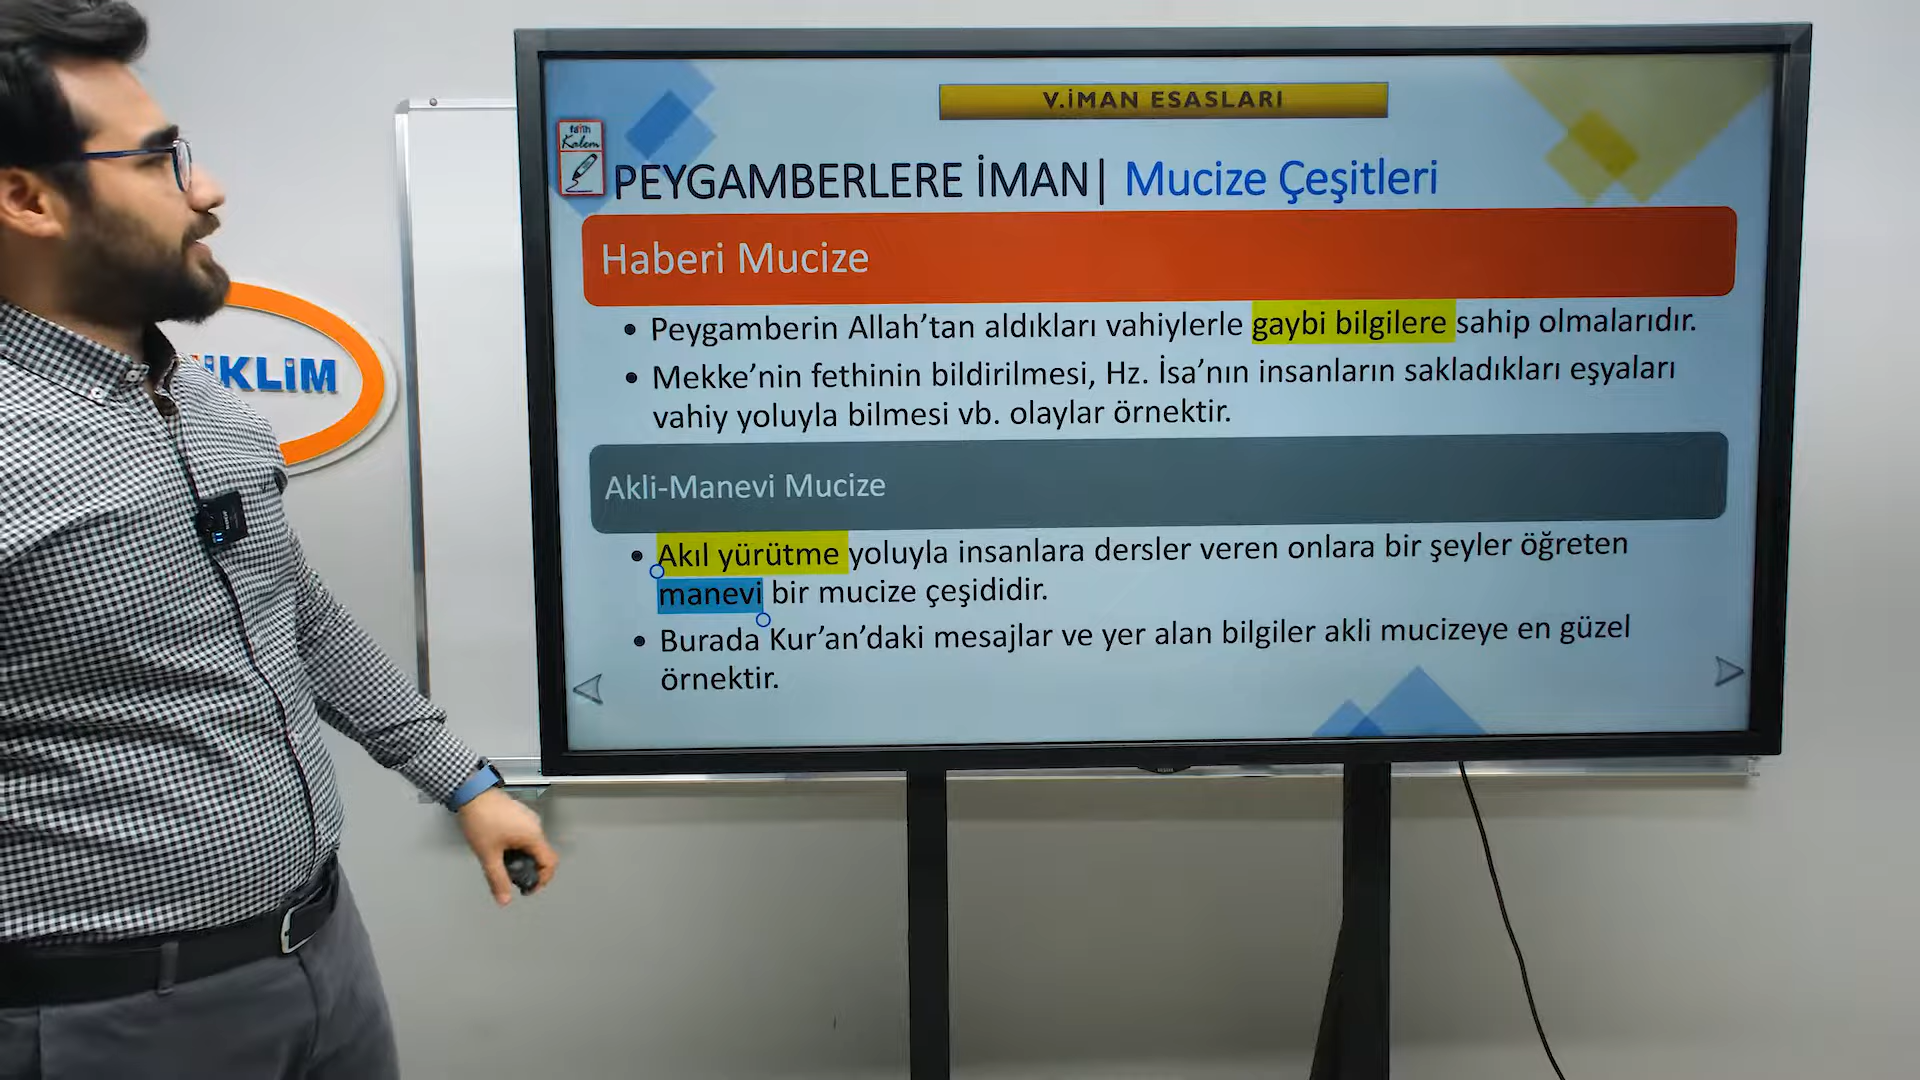 V.İMAN ESASLARI
fatih
Kalem
PEYGAMBERLERE İMAN| Mucize Çeşitleri
Haberi Mucize
• Peygamberin Allah’tan aldıkları vahiylerle gaybi bilgilere sahip olmalarıdır.
• Mekke’nin fethinin bildirilmesi, Hz. İsa’nın insanların sakladıkları eşyaları
vahiy yoluyla bilmesi vb. olaylar örnektir.
Akli-Manevi Mucize
• Akıl yürütme yoluyla insanlara dersler veren onlara bir şeyler öğreten
manevi bir mucize çeşididir.
• Burada Kur’an’daki mesajlar ve yer alan bilgiler akli mucizeye en güzel
örnektir.
KLİM